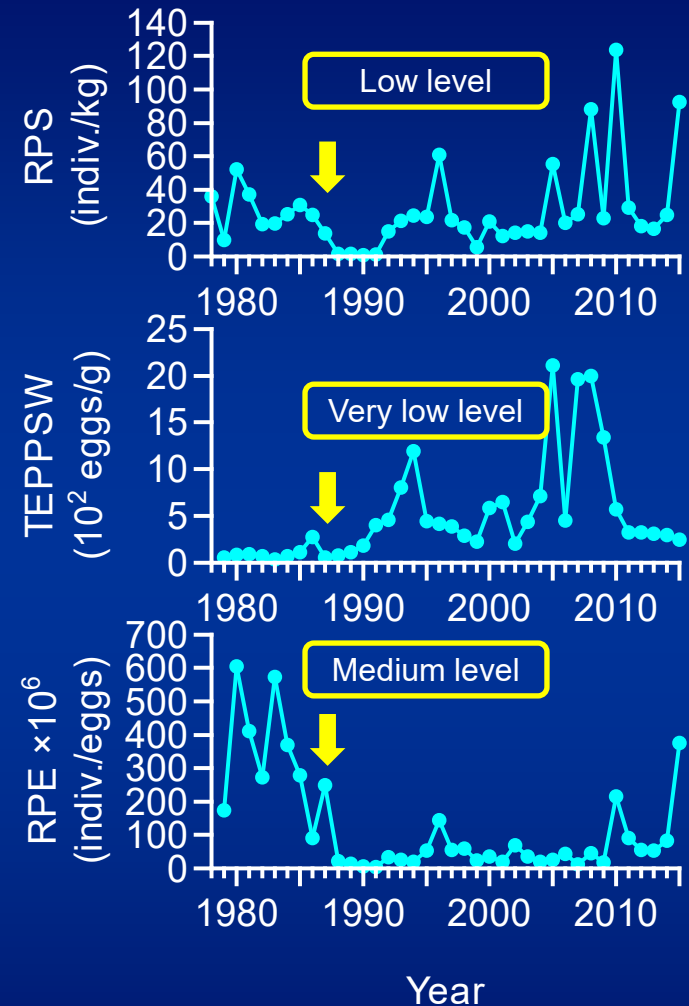 RPS
(indiv./kg)
140
120
100
80
60
40
20
0
Low level
1980 1990 2000 2010
TEPPSW
(10² eggs/g)
25
20
15
10
5
0
Very low level
1980 1990 2000 2010
RPE ×10⁶
(indiv./eggs)
700
600
500
400
300
200
100
0
Medium level
1980 1990 2000 2010
Year